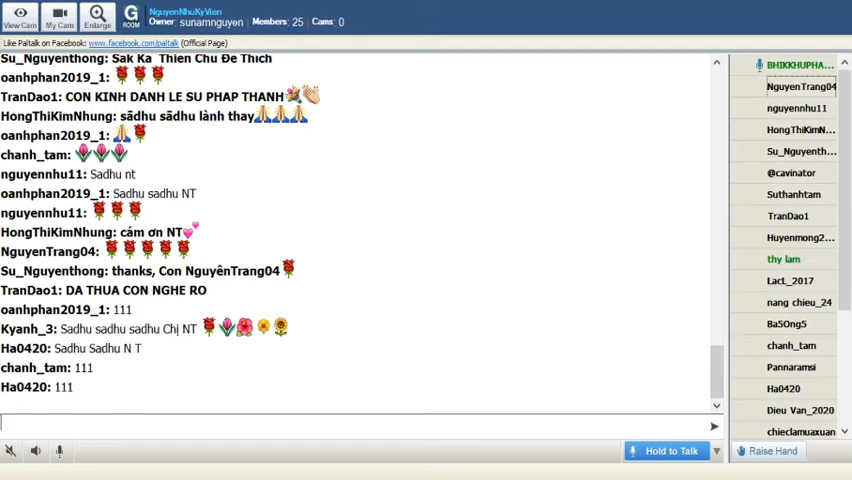 View Cam
My Cam
Enlarge
G
ROOM
NguyenNhuKyVien
Owner: sunamnguyen
Members: 25
Cams: 0
Like Paltalk on Facebook: www.facebook.com/paltalk (Official Page)
Su_Nguyenthong: Sak Ka Thien Chu De Thich
oanhphan2019_1: 🌹🌹🌹
TranDao1: CON KINH DANH LE SU PHAP THANH💐👏
HongThiKimNhung: sādhu sādhu lành thay🙏🙏🙏
oanhphan2019_1: 🙏🌹
chanh_tam: 🌷🌷🌷
nguyennhu11: Sadhu nt
oanhphan2019_1: Sadhu sadhu NT
nguyennhu11: 🌹🌹🌹
HongThiKimNhung: cám ơn NT💕
NguyenTrang04: 🌹🌹🌹🌹🌹
Su_Nguyenthong: thanks, Con NguyênTrang04🌹
TranDao1: DA THUA CON NGHE RO
oanhphan2019_1: 111
Kyanh_3: Sadhu sadhu sadhu Chị NT 🌹🌷🌺🌼🌻
Ha0420: Sadhu Sadhu N T
chanh_tam: 111
Ha0420: 111
Hold to Talk
BHIKKHUPHA...
NguyenTrang04
nguyennhu11
HongThiKimN...
Su_Nguyenth...
@cavinator
Suthanhtam
TranDao1
Huyenmong2...
thy lam
LacL_2017
nang chieu_24
Ba5Ong5
chanh_tam
Pannaramsi
Ha0420
Dieu Van_2020
chieclamuaxuan
Raise Hand